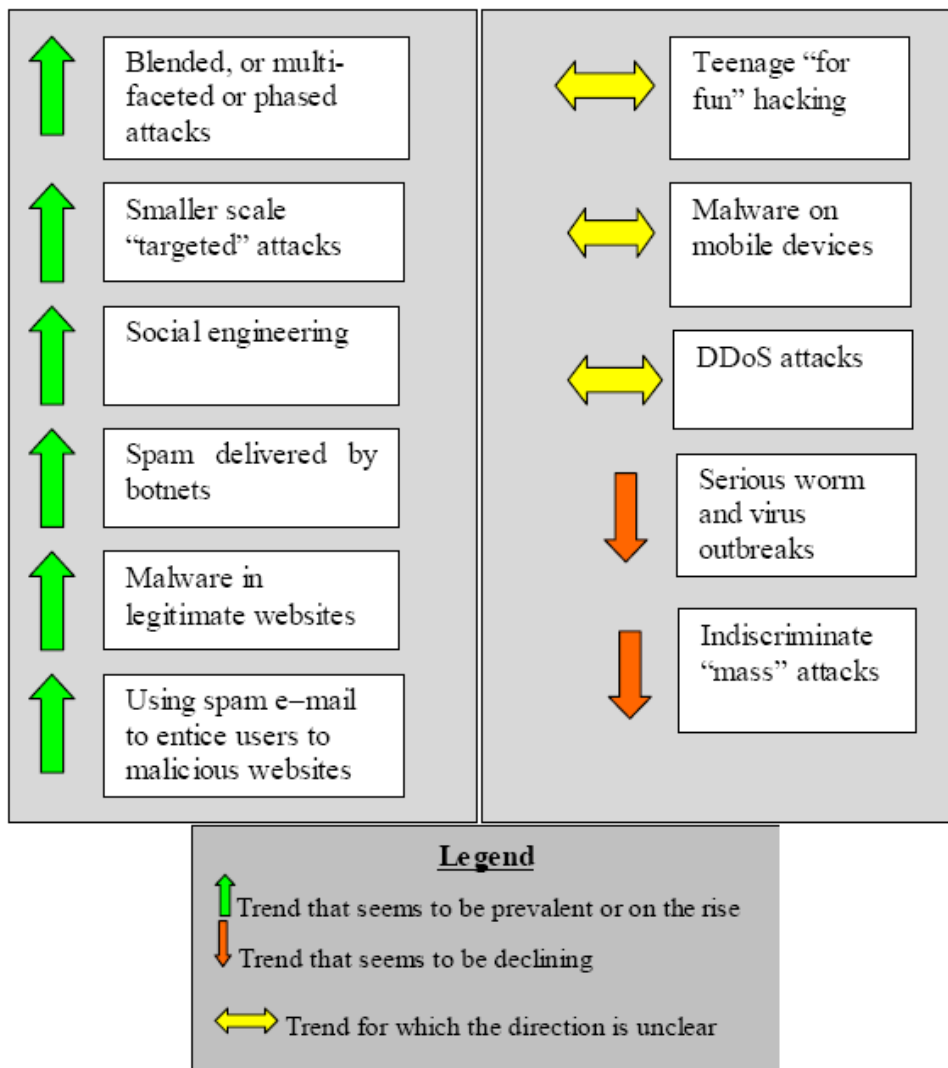 Blended, or multi-
faceted or phased
attacks
Smaller scale
“targeted” attacks
Social engineering
Spam delivered by
botnets
Malware in
legitimate websites
Using spam e–mail
to entice users to
malicious websites
Teenage “for
fun” hacking
Malware on
mobile devices
DDoS attacks
Serious worm
and virus
outbreaks
Indiscriminate
“mass” attacks
Legend
Trend that seems to be prevalent or on the rise
Trend that seems to be declining
Trend for which the direction is unclear